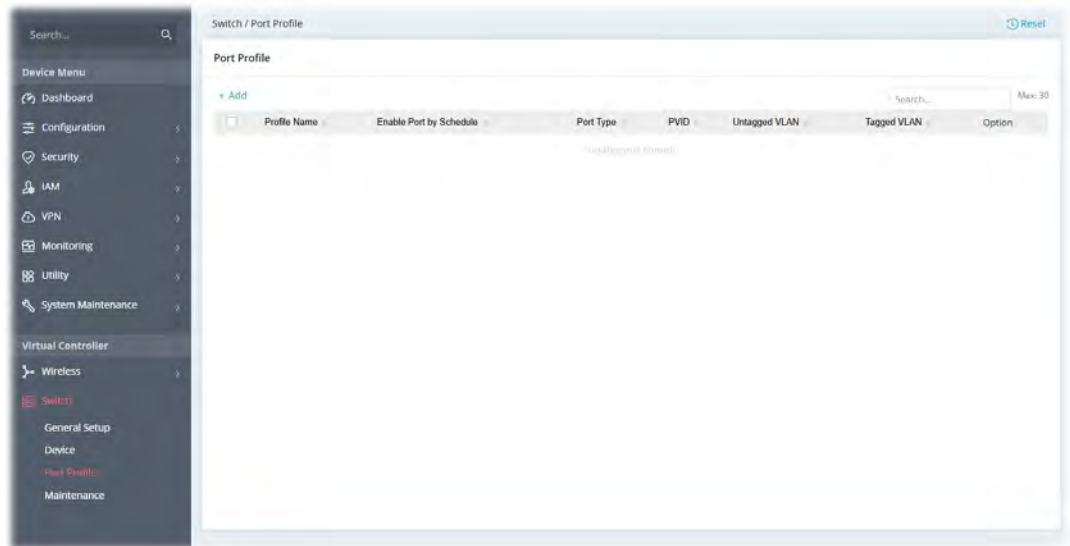 Search...
Switch / Port Profile
Reset
Port Profile
Device Menu
+ Add
Search...
Max: 30
Dashboard
Profile Name
Enable Port by Schedule
Port Type
PVID
Untagged VLAN
Tagged VLAN
Option
Configuration
Security
IAM
VPN
Monitoring
Utility
System Maintenance
Virtual Controller
Wireless
Switch
General Setup
Device
Port Profile
Maintenance